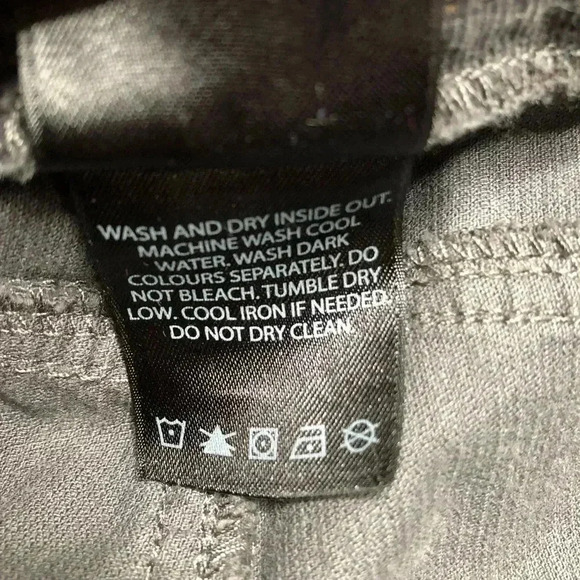 WASH AND DRY INSIDE OUT.
MACHINE WASH COOL
WATER. WASH DARK
COLOURS SEPARATELY. DO
NOT BLEACH. TUMBLE DRY
LOW. COOL IRON IF NEEDED.
DO NOT DRY CLEAN.